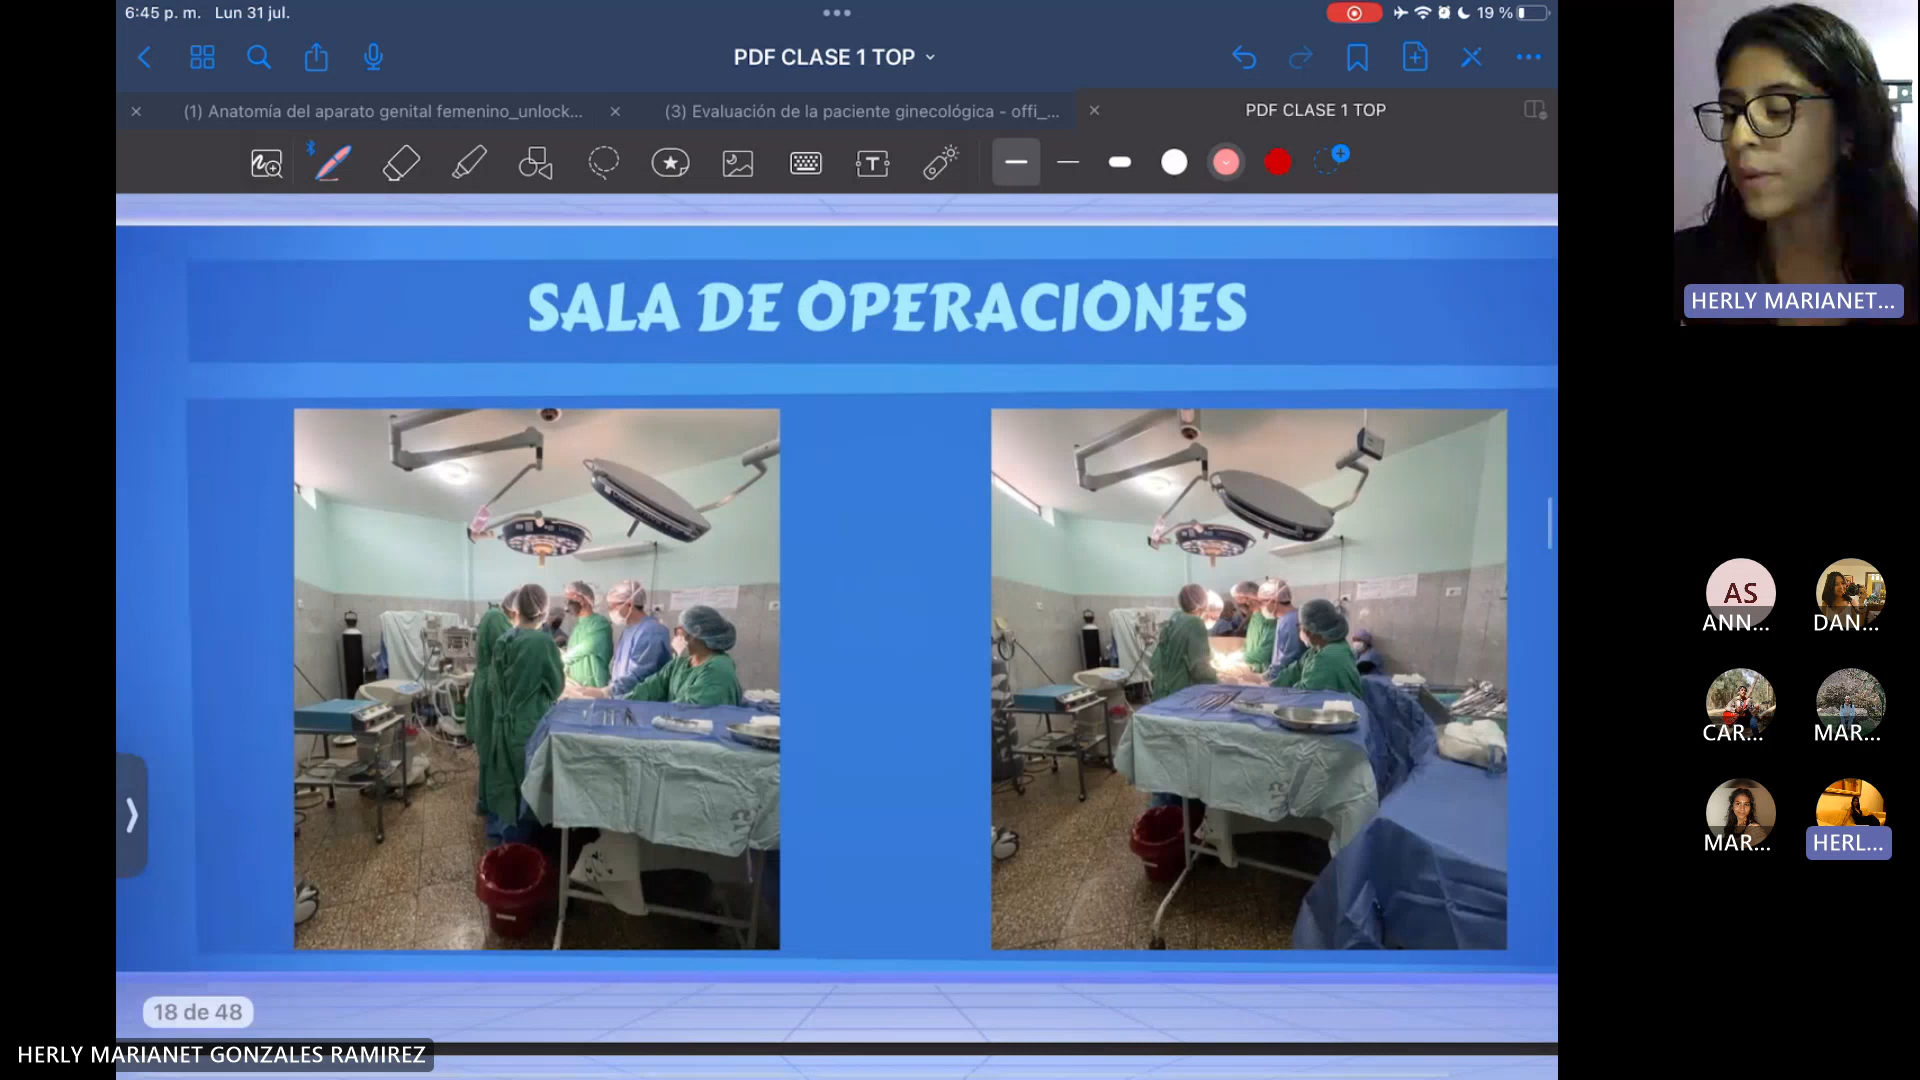 6:45 p. m. Lun 31 jul.
19 %
PDF CLASE 1 TOP
(1) Anatomía del aparato genital femenino_unlock...
(3) Evaluación de la paciente ginecológica - offi_...
PDF CLASE 1 TOP
T
SALA DE OPERACIONES
18 de 48
HERLY MARIANET GONZALES RAMIREZ
HERLY MARIANET...
AS
ANN...
DAN...
CAR...
MAR...
MAR...
HERL...